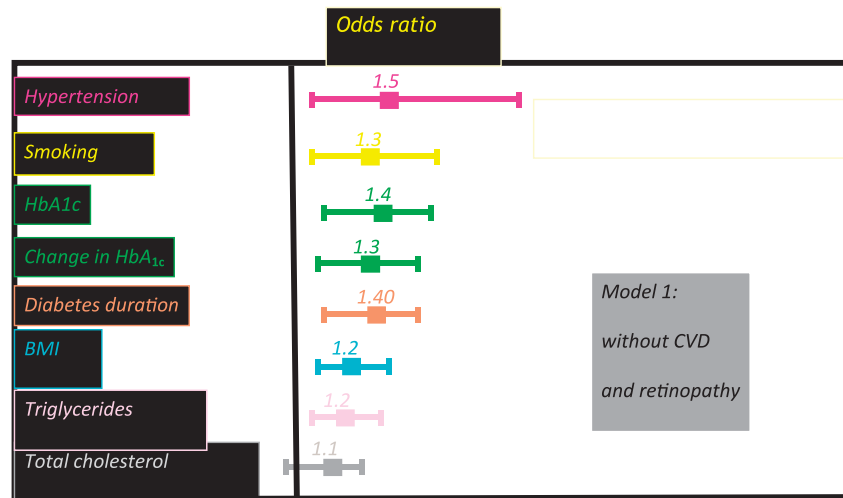 Odds ratio
Hypertension
1.5
Smoking
1.3
HbA1c
1.4
Change in HbA1c
1.3
Diabetes duration
1.40
BMI
1.2
Triglycerides
1.2
Total cholesterol
1.1
Model 1:
without CVD
and retinopathy